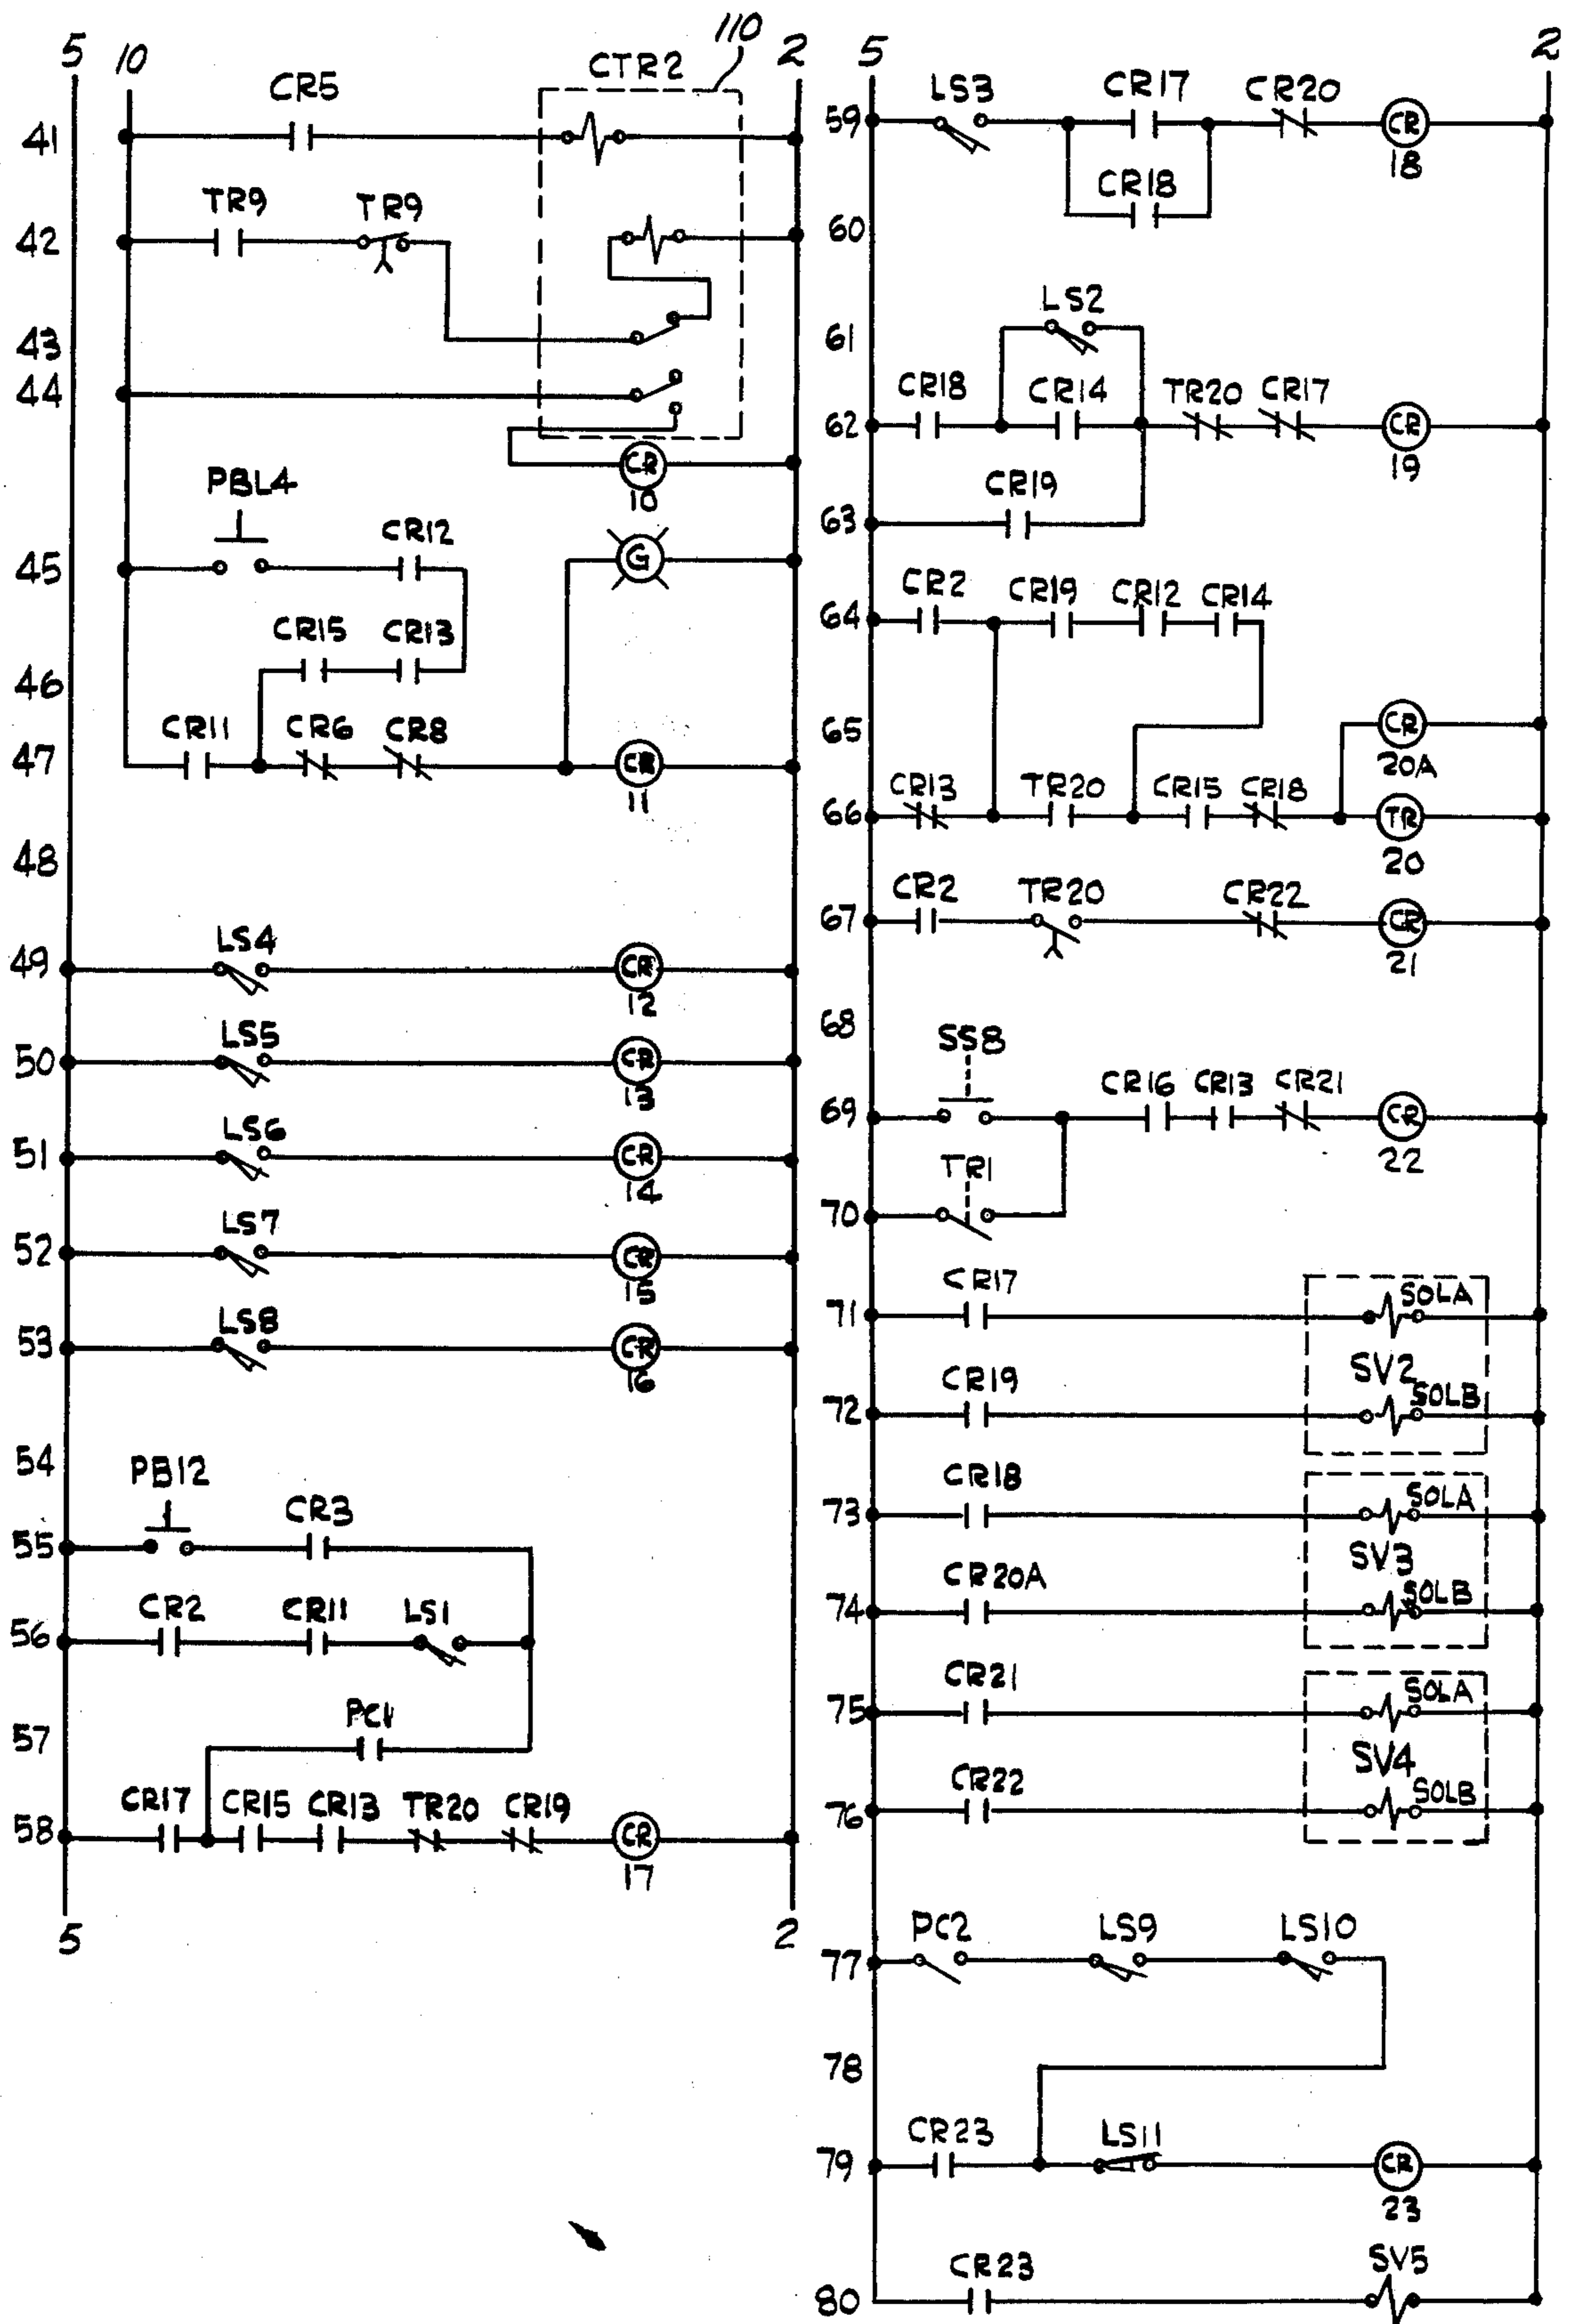 110
5 10 CTR2 2
CR5
41
TR9 TR9
42
43
44
CR
10
PBL4
CR12
45 G
CR15 CR13
46
CR11 CR6 CR8
47 CR
11
48
LS4
49 CR
12
LS5
50 CR
13
LS6
51 CR
14
LS7
52 CR
15
LS8
53 CR
16
54
PB12
CR3
55
CR2 CR11 LS1
56
PC1
57
CR17 CR15 CR13 TR20 CR19
58 CR
17
5 2
5 2
LS3 CR17 CR20
59 CR
18
CR18
60
LS2
61
CR18 CR14 TR20 CR17
62 CR
19
CR19
63
CR2 CR19 CR12 CR14
64
65 CR
20A
CR13 TR20 CR15 CR18
66 TR
20
CR2 TR20 CR22
67 CR
21
68
SS8
CR16 CR13 CR21
69 CR
22
TR1
70
CR17 SOLA
71
SV2
CR19 SOLB
72
CR18 SOLA
73
SV3
CR20A SOLB
74
CR21 SOLA
75
SV4
CR22 SOLB
76
PC2 LS9 LS10
77
78
CR23 LS11
79 CR
23
CR23 SV5
80